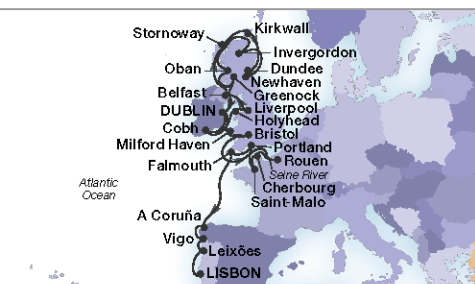 Kirkwall
Stornoway
Invergordon
Oban
Dundee
Newhaven
Belfast
Greenock
DUBLIN
Liverpool
Holyhead
Cobh
Bristol
Milford Haven
Portland
Falmouth
Rouen
Seine River
Atlantic
Ocean
Cherbourg
Saint-Malo
A Coruña
Vigo
Leixões
LISBON